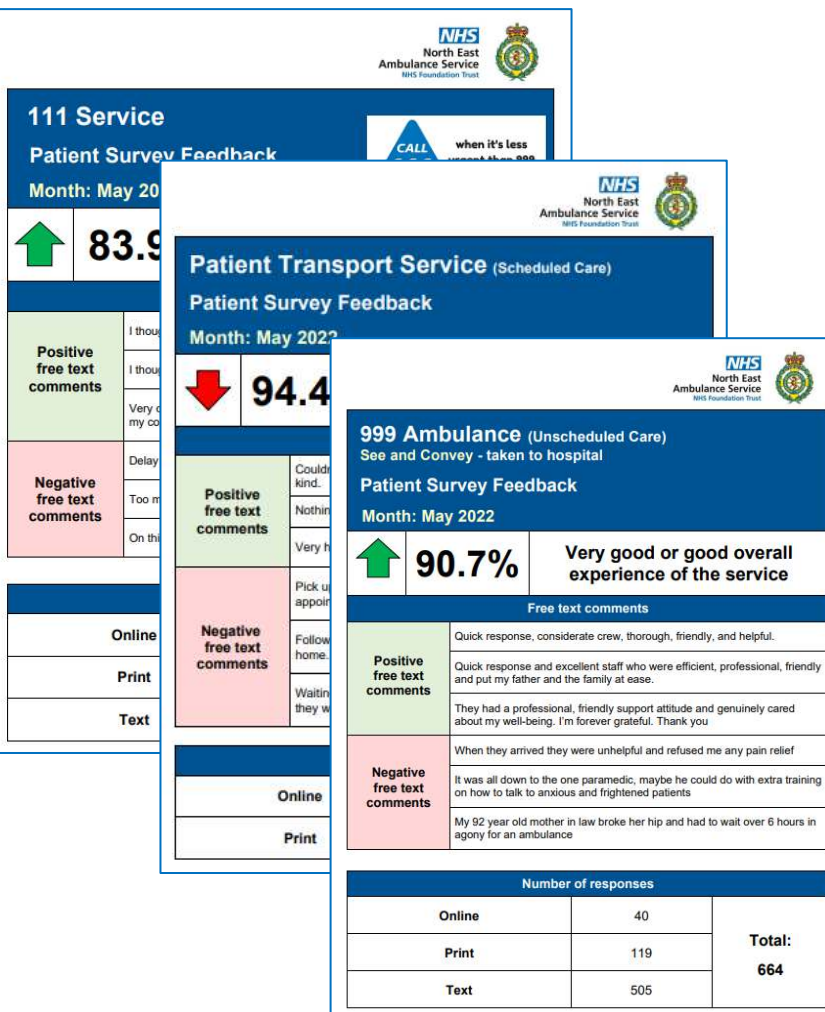 NHS
North East
Ambulance Service
NHS Foundation Trust
111 Service
Patient Survey Feedback
Month: May 20
CALL
when it's less
urgent than 999
83.9
Positive
free text
comments
I thou
I thou
Very
my co
Negative
free text
comments
Delay
Too m
On thi
Online
Print
Text
NHS
North East
Ambulance Service
NHS Foundation Trust
Patient Transport Service (Scheduled Care)
Patient Survey Feedback
Month: May 2022
94.4
Positive
free text
comments
Could
kind.
Nothin
Very h
Negative
free text
comments
Pick u
appoin
Follow
home.
Waitin
they w
Online
Print
NHS
North East
Ambulance Service
NHS Foundation Trust
999 Ambulance (Unscheduled Care)
See and Convey - taken to hospital
Patient Survey Feedback
Month: May 2022
90.7%
Very good or good overall
experience of the service
Free text comments
Positive
free text
comments
Quick response, considerate crew, thorough, friendly, and helpful.
Quick response and excellent staff who were efficient, professional, friendly
and put my father and the family at ease.
They had a professional, friendly support attitude and genuinely cared
about my well-being. I'm forever grateful. Thank you
Negative
free text
comments
When they arrived they were unhelpful and refused me any pain relief
It was all down to the one paramedic, maybe he could do with extra training
on how to talk to anxious and frightened patients
My 92 year old mother in law broke her hip and had to wait over 6 hours in
agony for an ambulance
Number of responses
Online 40
Print 119
Text 505
Total:
664